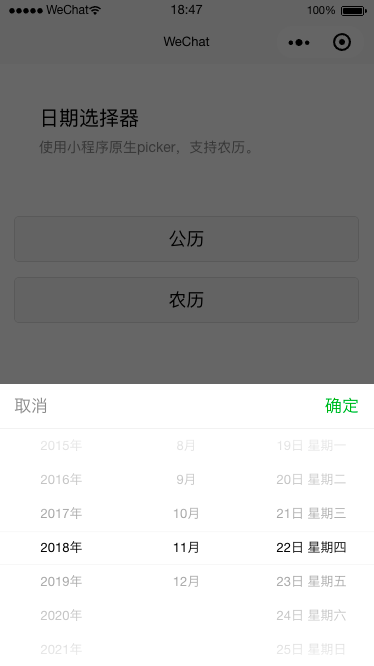 WeChat 18:47 100%
WeChat
日期选择器
使用小程序原生picker，支持农历。
公历
农历
取消 确定
2015年 8月 19日 星期一
2016年 9月 20日 星期二
2017年 10月 21日 星期三
2018年 11月 22日 星期四
2019年 12月 23日 星期五
2020年 24日 星期六
2021年 25日 星期日